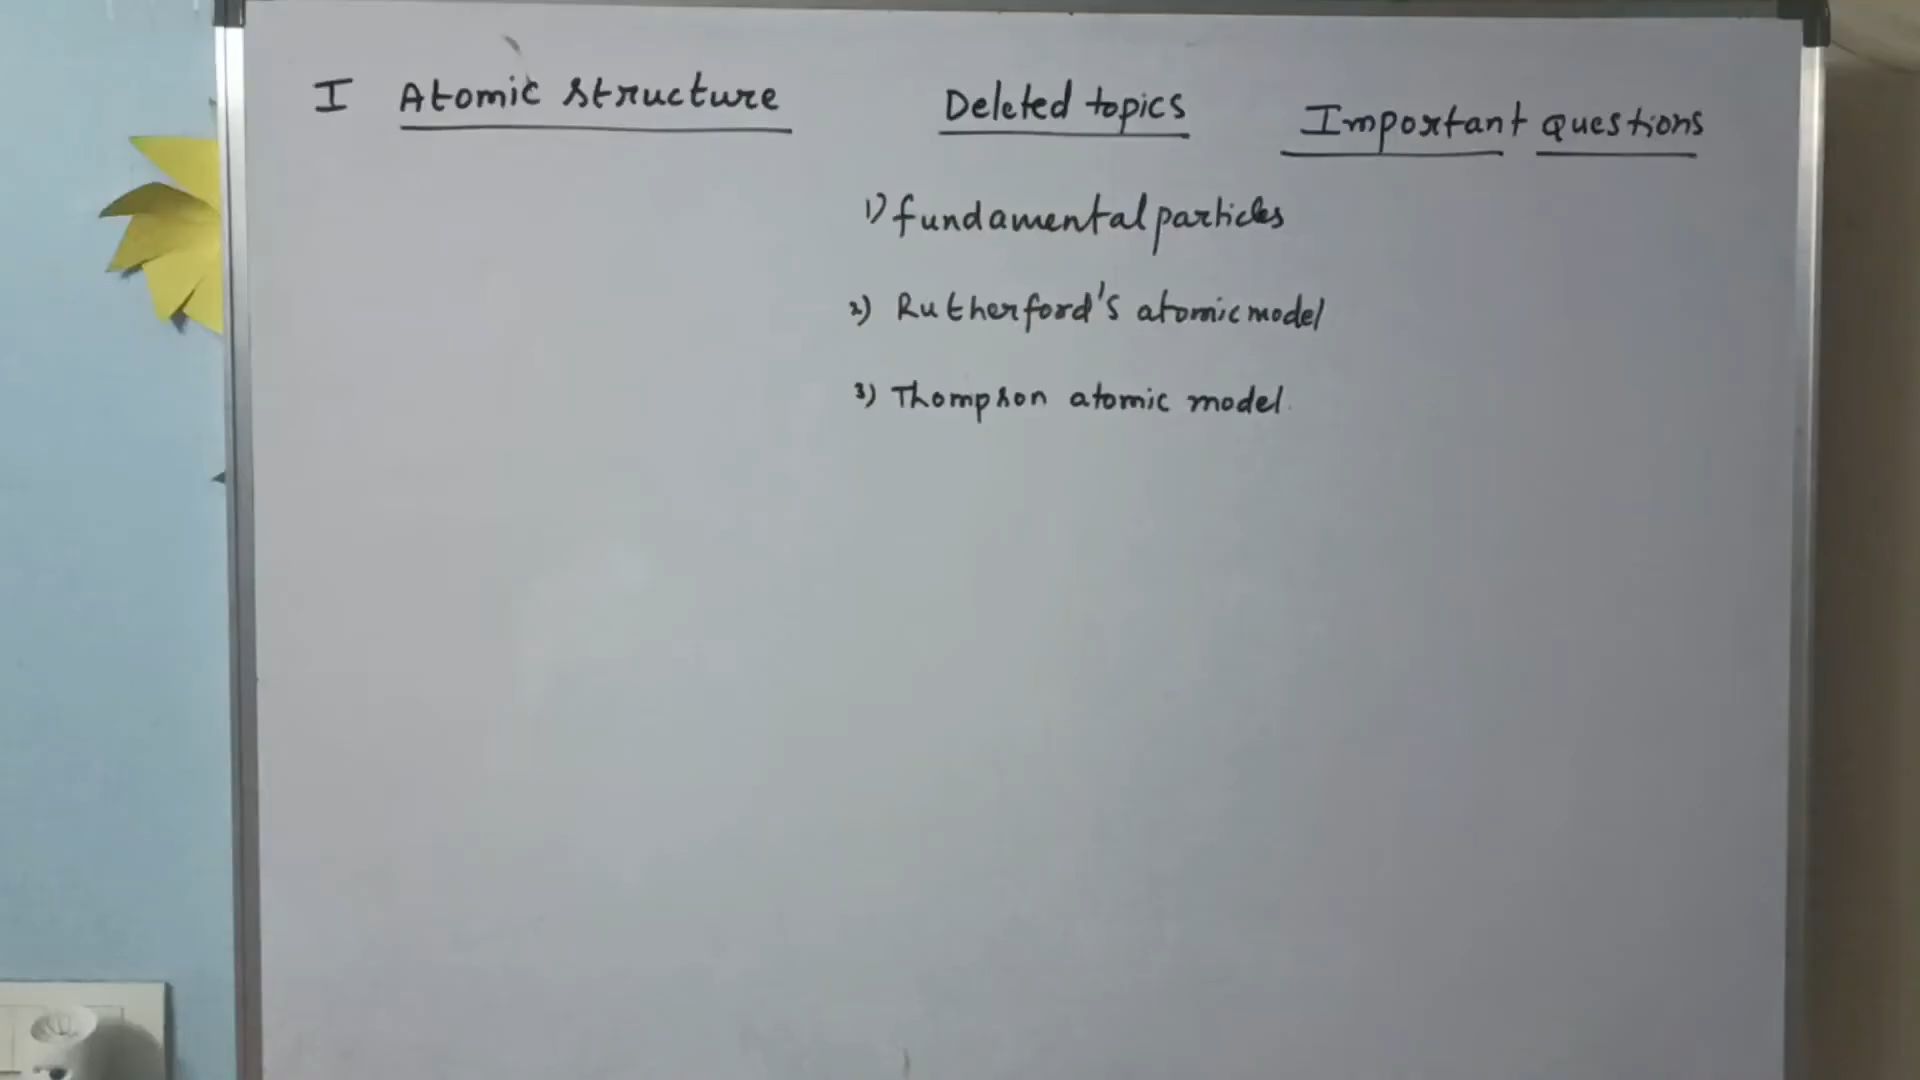 I Atomic structure Deleted topics Important questions
1) fundamental particles
2) Rutherford's atomic model
3) Thompson atomic model.